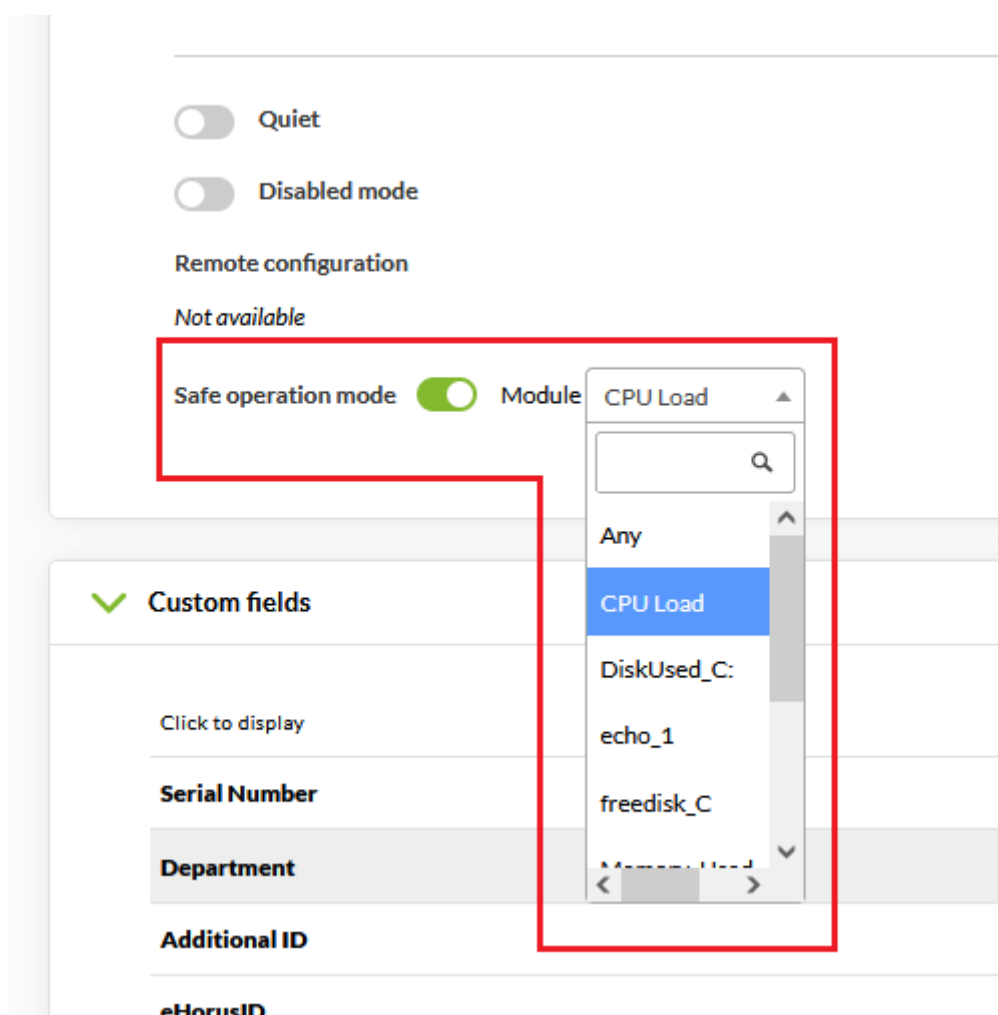 Quiet
Disabled mode
Remote configuration
Not available
Safe operation mode Module CPU Load
Any
CPU Load
DiskUsed_C:
echo_1
freedisk_C
Custom fields
Click to display
Serial Number
Department
Additional ID
eHorusID